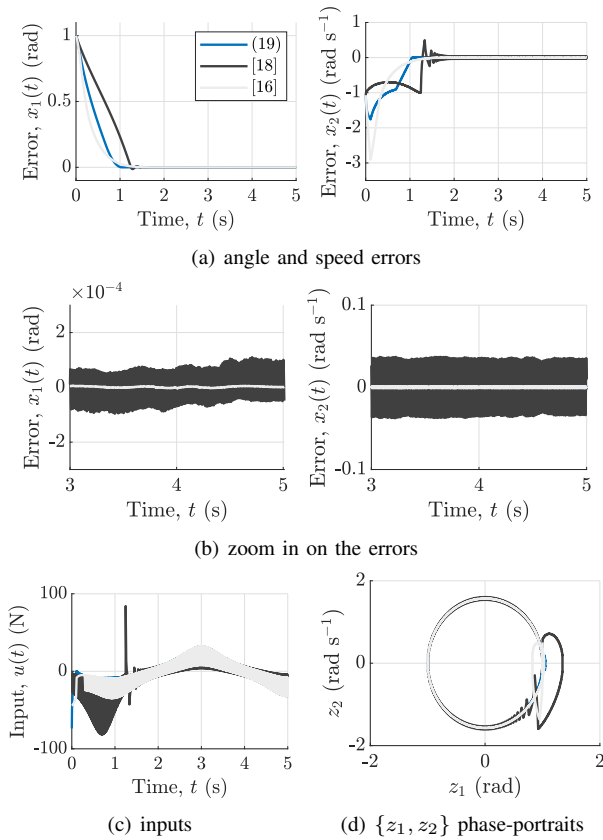 Error, x₁(t) (rad)
1
0.5
0
0 1 2 3 4 5
Time, t (s)
(19)
[18]
[16]
Error, x₂(t) (rad s⁻¹)
1
0
-1
-2
-3
0 1 2 3 4 5
Time, t (s)
(a) angle and speed errors
×10⁻⁴
Error, x₁(t) (rad)
2
0
-2
3 4 5
Time, t (s)
Error, x₂(t) (rad s⁻¹)
0.1
0
-0.1
3 4 5
Time, t (s)
(b) zoom in on the errors
Input, u(t) (N)
100
0
-100
0 1 2 3 4 5
Time, t (s)
(c) inputs
z₂ (rad s⁻¹)
2
0
-2
-2 0 2
z₁ (rad)
(d) {z₁, z₂} phase-portraits